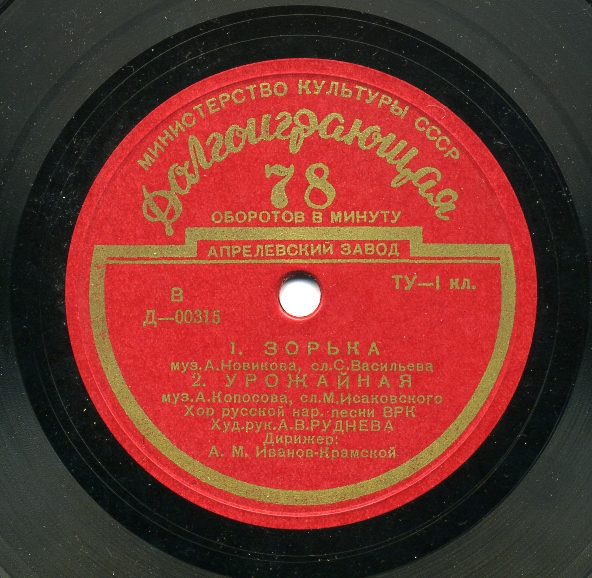 МИНИСТЕРСТВО КУЛЬТУРЫ СССР
Долгоиграющая
78
ОБОРОТОВ В МИНУТУ
АПРЕЛЕВСКИЙ ЗАВОД
В
Д—00315
ТУ—I кл.
1. ЗОРЬКА
муз.А.Новикова, сл.С.Васильева
2. УРОЖАЙНАЯ
муз.А.Копосова, сл.М.Исаковского
Хор русской нар. песни ВРК
Худ.рук.А.В.РУДНЕВА
Дирижер:
А. М. Иванов-Крамской